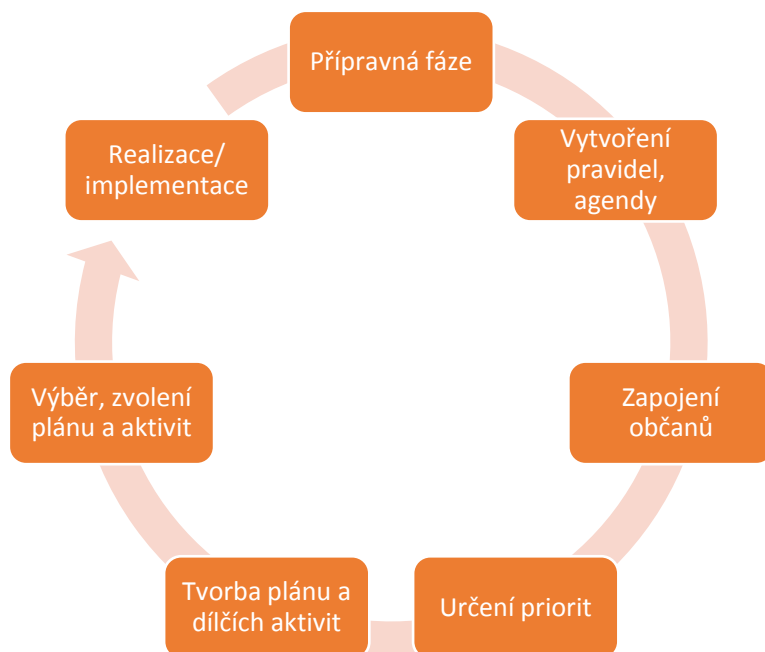 Přípravná fáze
Vytvoření
pravidel,
agendy
Zapojení
občanů
Určení priorit
Tvorba plánu a
dílčích aktivit
Výběr, zvolení
plánu a aktivit
Realizace/
implementace